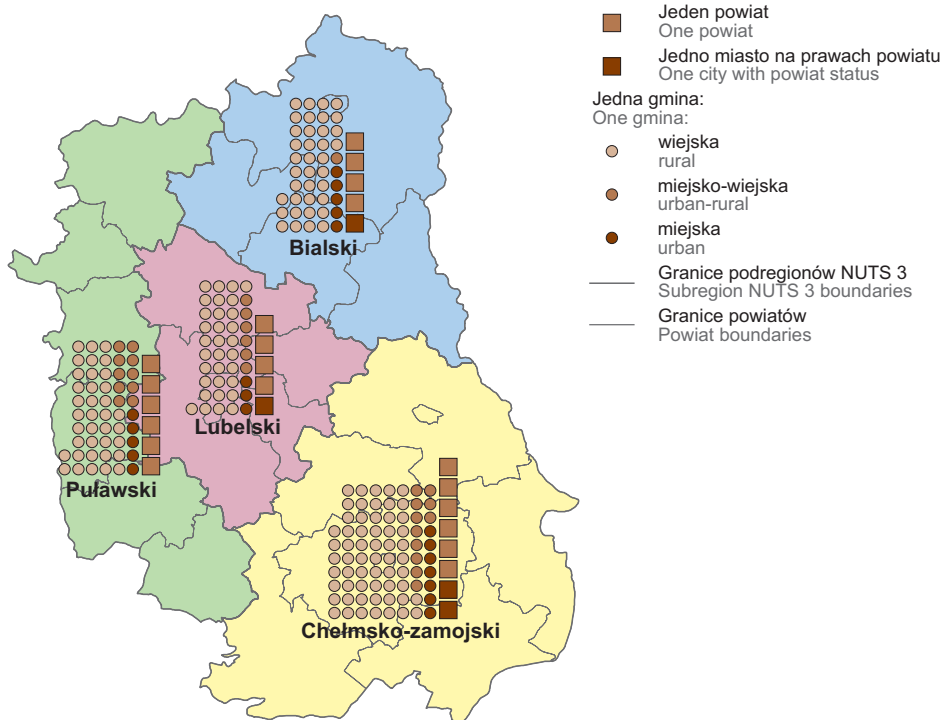 Jeden powiat
One powiat
Jedno miasto na prawach powiatu
One city with powiat status
Jedna gmina:
One gmina:
wiejska
rural
miejsko-wiejska
urban-rural
miejska
urban
Granice podregionów NUTS 3
Subregion NUTS 3 boundaries
Granice powiatów
Powiat boundaries
Bialski
Lubelski
Puławski
Chełmsko-zamojski